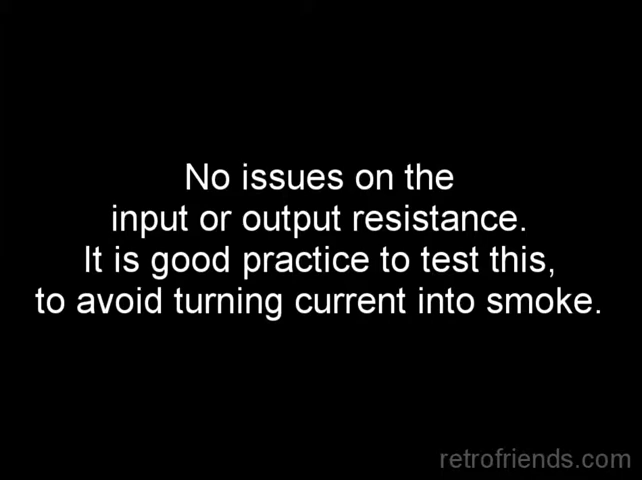 No issues on the
input or output resistance.
It is good practice to test this,
to avoid turning current into smoke.
retrofriends.com